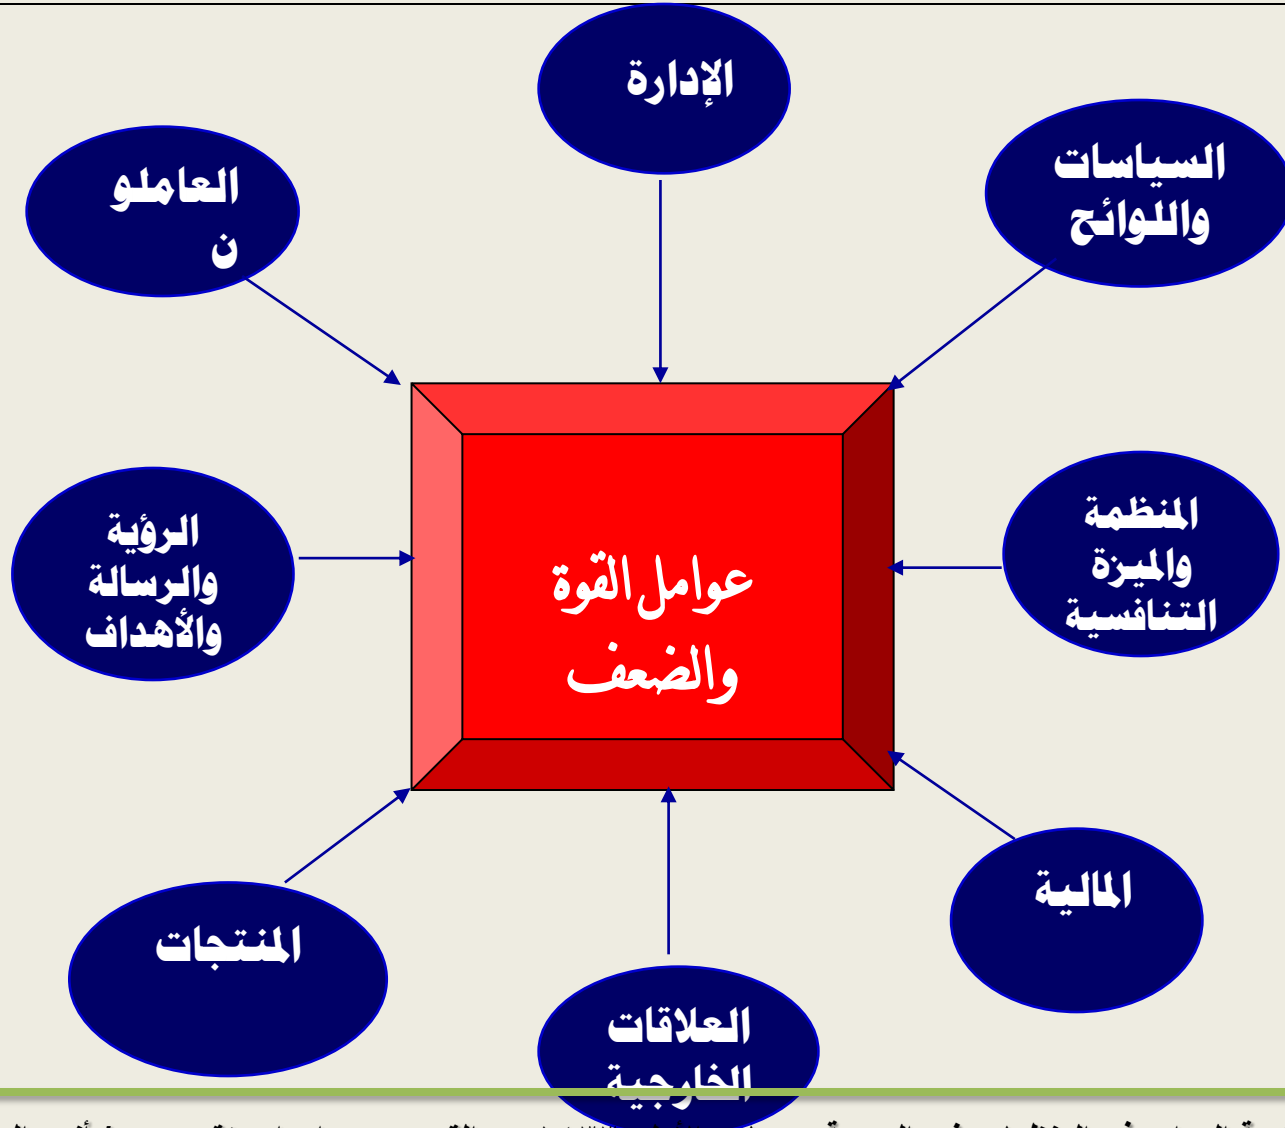 الإدارة
السياسات
واللوائح
العاملو
ن
المنظمة
والميزة
التنافسية
الرؤية
والرسالة
والأهداف
عوامل القوة
والضعف
المالية
المنتجات
العلاقات
الخارجية